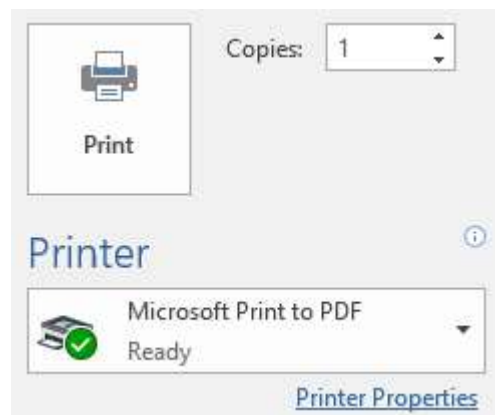 Copies: 1
Print
Printer
Microsoft Print to PDF
Ready
Printer Properties